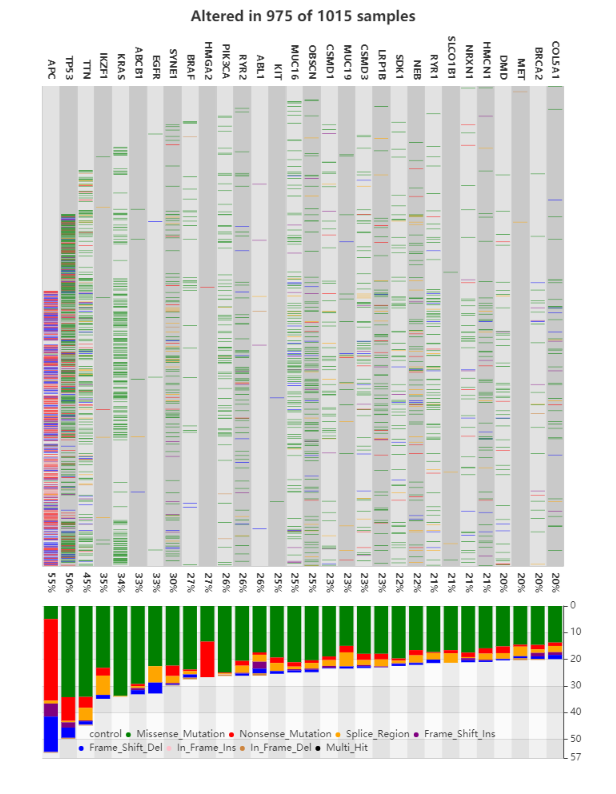 Altered in 975 of 1015 samples
APC TP53 TTN IKZF1 KRAS ABCB1 EGFR SYNE1 BRAF HMGA2 PIK3CA RYR2 ABL1 KIT MUC16 OBSCN CSMD1 MUC19 CSMD3 LRP1B SDK1 NEB RYR1 SLCO1B1 NRXN1 HMCN1 DMD MET BRCA2 COL5A1
55% 50% 45% 35% 34% 33% 33% 30% 27% 27% 26% 26% 26% 25% 25% 25% 23% 23% 23% 23% 22% 22% 21% 21% 21% 21% 20% 20% 20% 20%
0
10
20
30
40
50
57
control Missense_Mutation Nonsense_Mutation Splice_Region Frame_Shift_Ins
Frame_Shift_Del In_Frame_Ins In_Frame_Del Multi_Hit